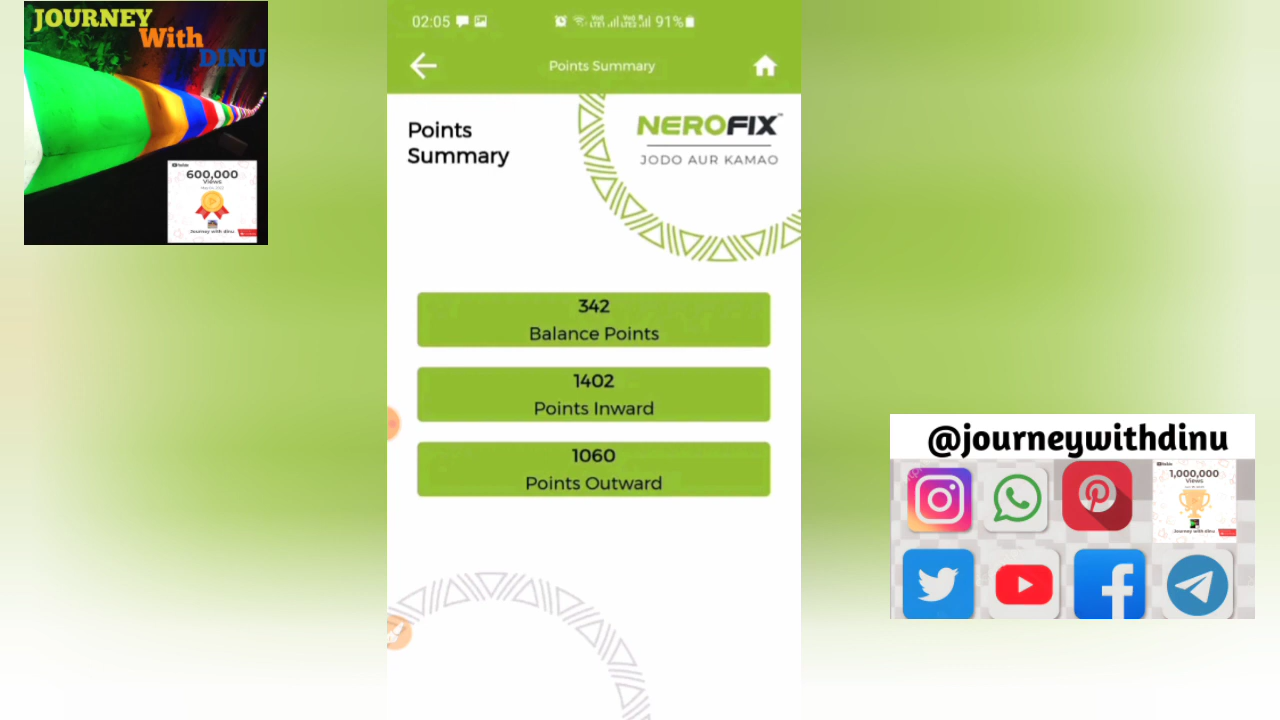 JOURNEY
With
DINU
600,000
Views
Journey with dinu
02:05
91%
Points Summary
Points
Summary
NEROFIX
JODO AUR KAMAO
342
Balance Points
1402
Points Inward
1060
Points Outward
@journeywithdinu
1,000,000
Views
Journey with dinu